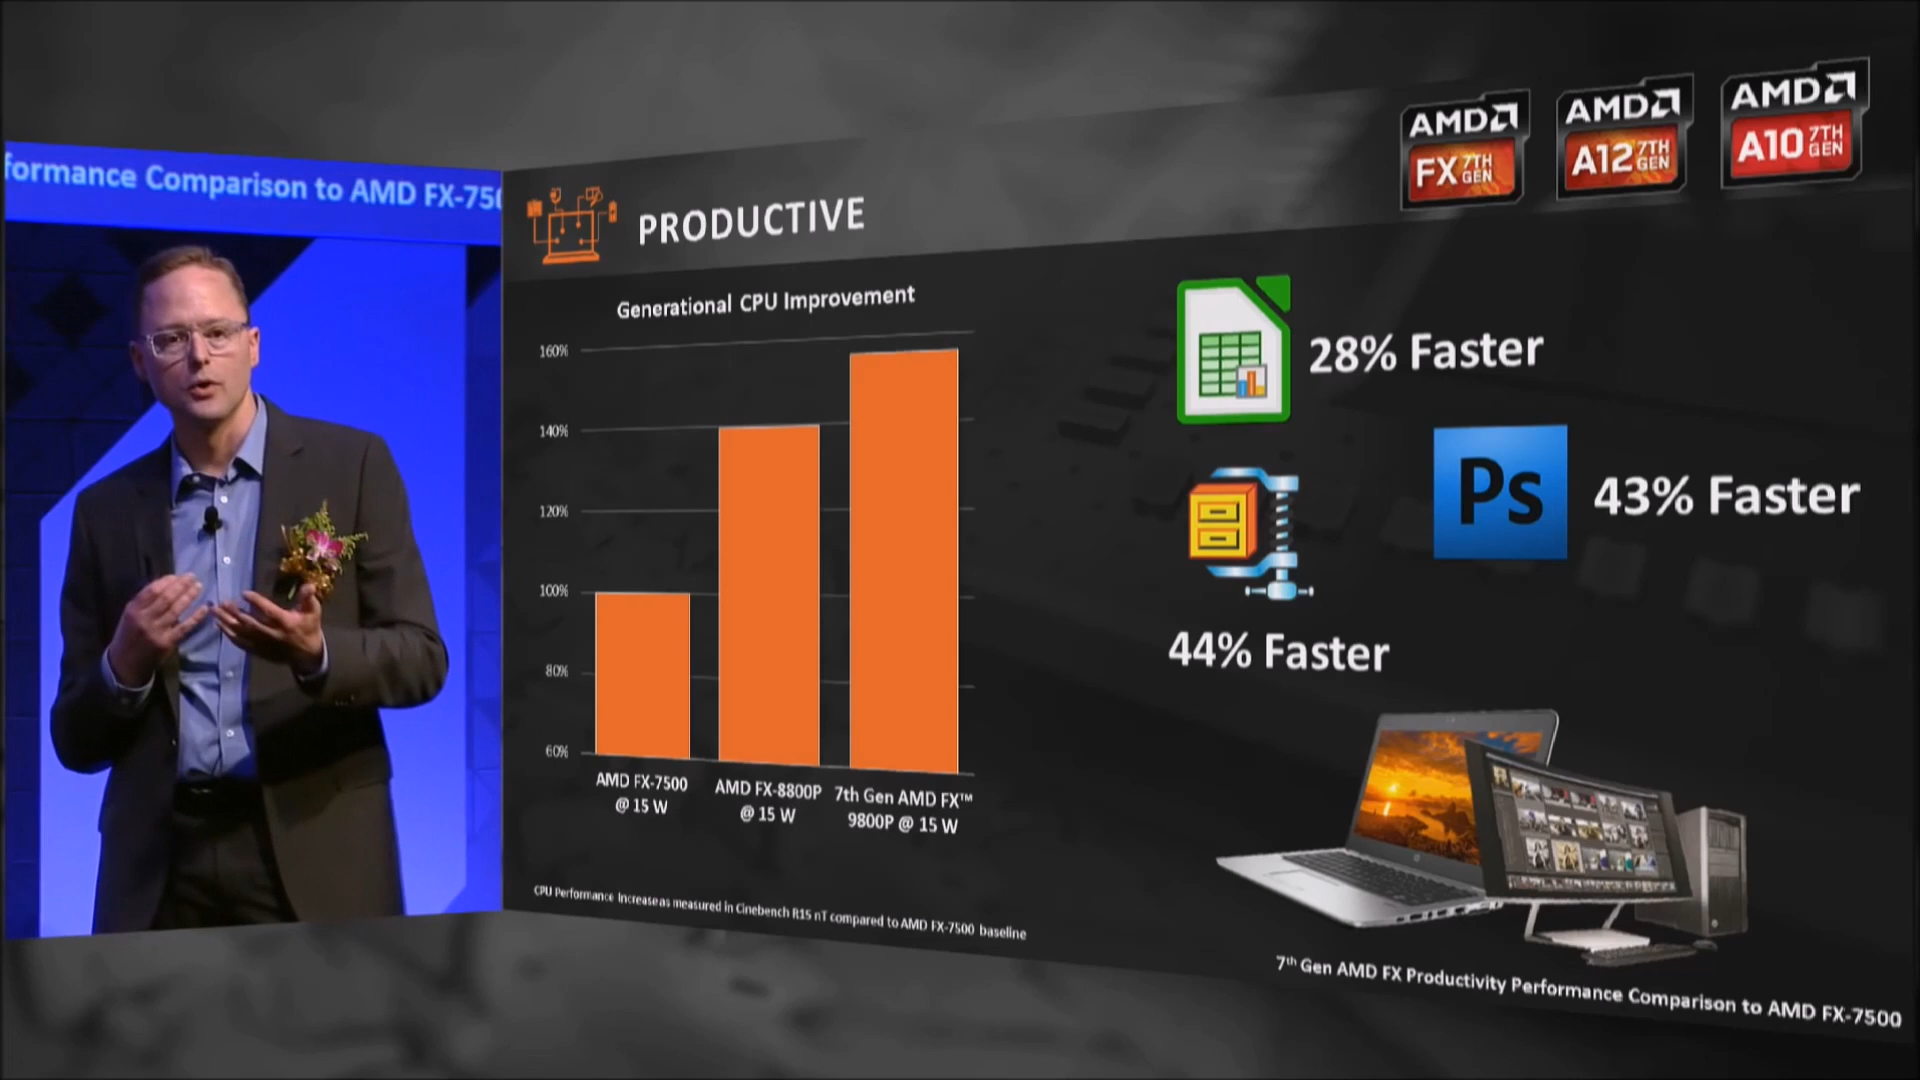 formance Comparison to AMD FX-750
PRODUCTIVE
AMD
FX 7TH GEN
AMD
A12 7TH GEN
AMD
A10 7TH GEN
Generational CPU Improvement
160%
140%
120%
100%
80%
60%
AMD FX-7500
@ 15 W
AMD FX-8800P
@ 15 W
7th Gen AMD FX™
9800P @ 15 W
CPU Performance Increase as measured in Cinebench R15 nT compared to AMD FX-7500 baseline
28% Faster
Ps
43% Faster
44% Faster
7th Gen AMD FX Productivity Performance Comparison to AMD FX-7500